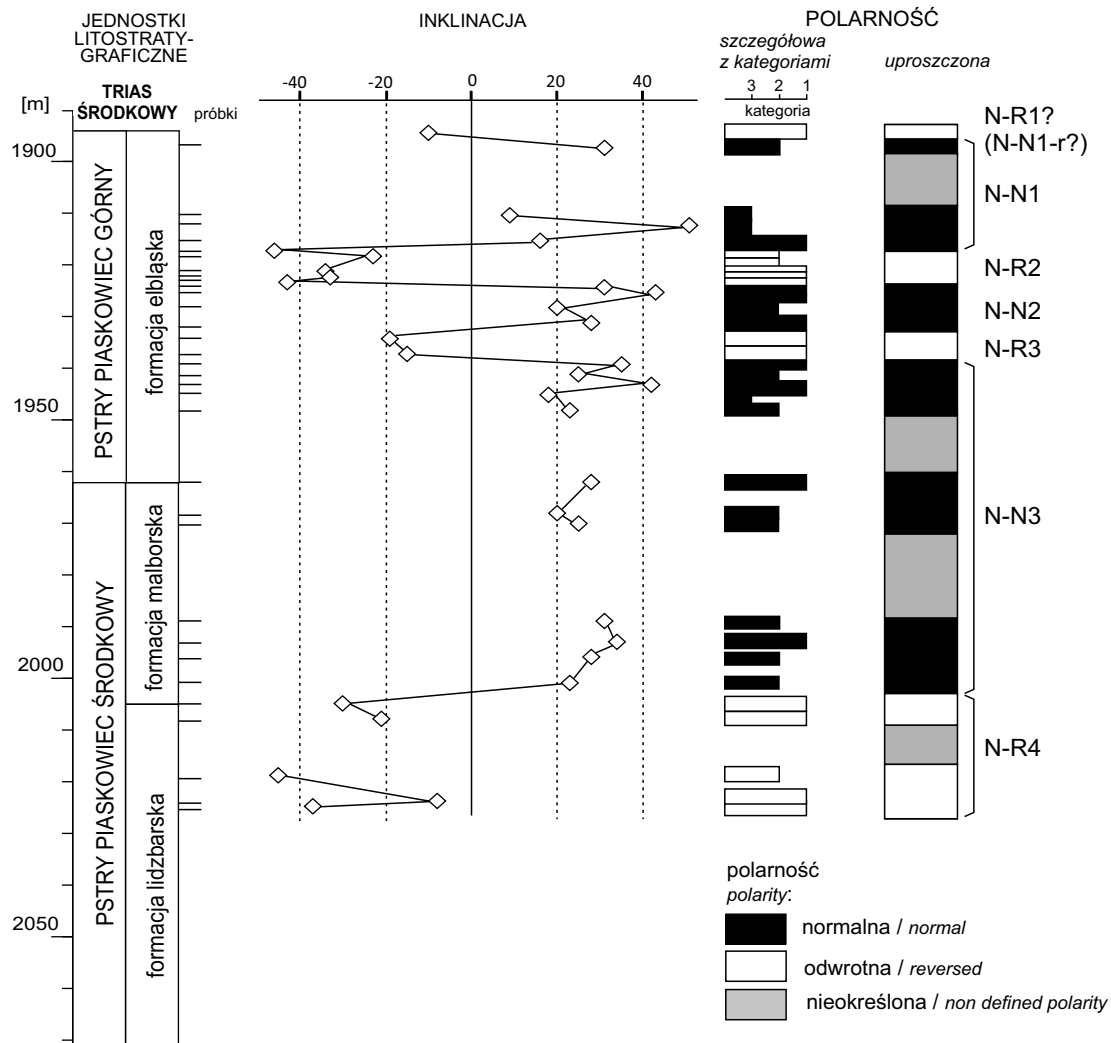 JEDNOSTKI
LITOSTRATY-
GRAFICZNE
INKLINACJA
POLARNOŚĆ
szczegółowa
z kategoriami
uproszczona
[m]
TRIAS
ŚRODKOWY
próbki
-40
-20
0
20
40
3
2
1
kategoria
N-R1?
(N-N1-r?)
1900
N-N1
N-R2
N-N2
N-R3
1950
N-N3
2000
N-R4
2050
PSTRY PIASKOWIEC GÓRNY
formacja elbląska
PSTRY PIASKOWIEC ŚRODKOWY
formacja malborska
formacja lidzbarska
polarność
polarity:
normalna / normal
odwrotna / reversed
nieokreślona / non defined polarity